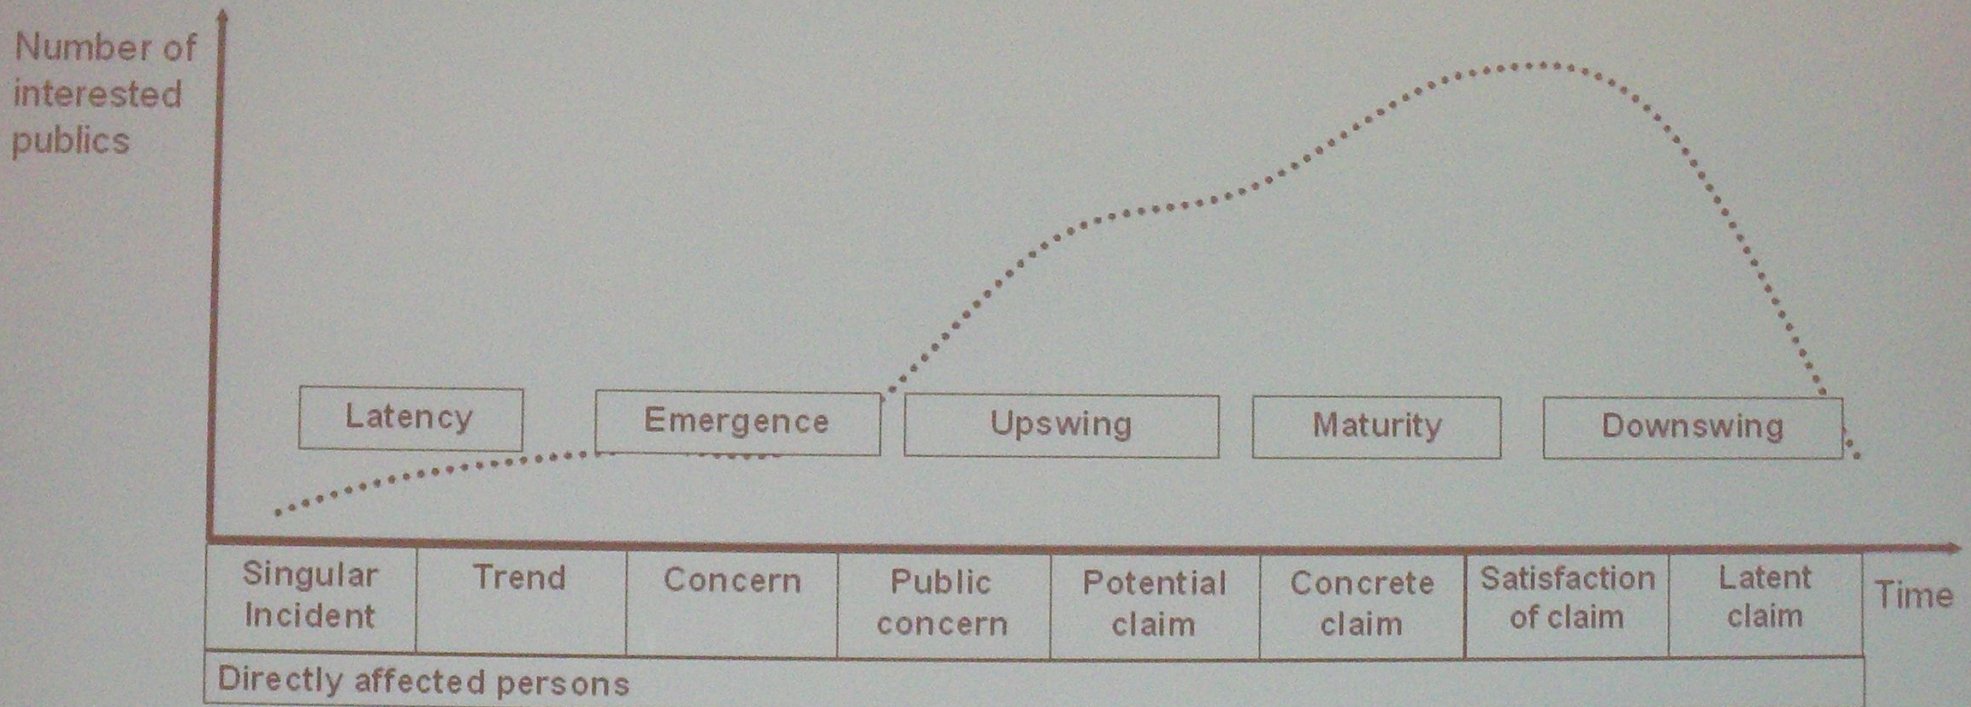 Number of
interested
publics
Latency
Emergence
Upswing
Maturity
Downswing
Singular
Incident
Trend
Concern
Public
concern
Potential
claim
Concrete
claim
Satisfaction
of claim
Latent
claim
Time
Directly affected persons